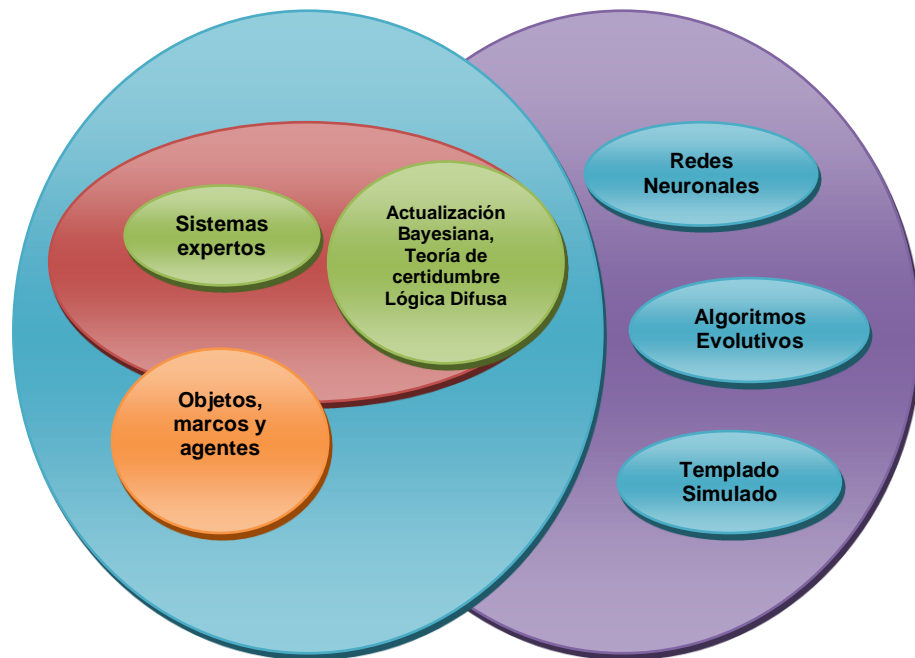 Sistemas
expertos
Actualización
Bayesiana,
Teoría de
certidumbre
Lógica Difusa
Objetos,
marcos y
agentes
Redes
Neuronales
Algoritmos
Evolutivos
Templado
Simulado